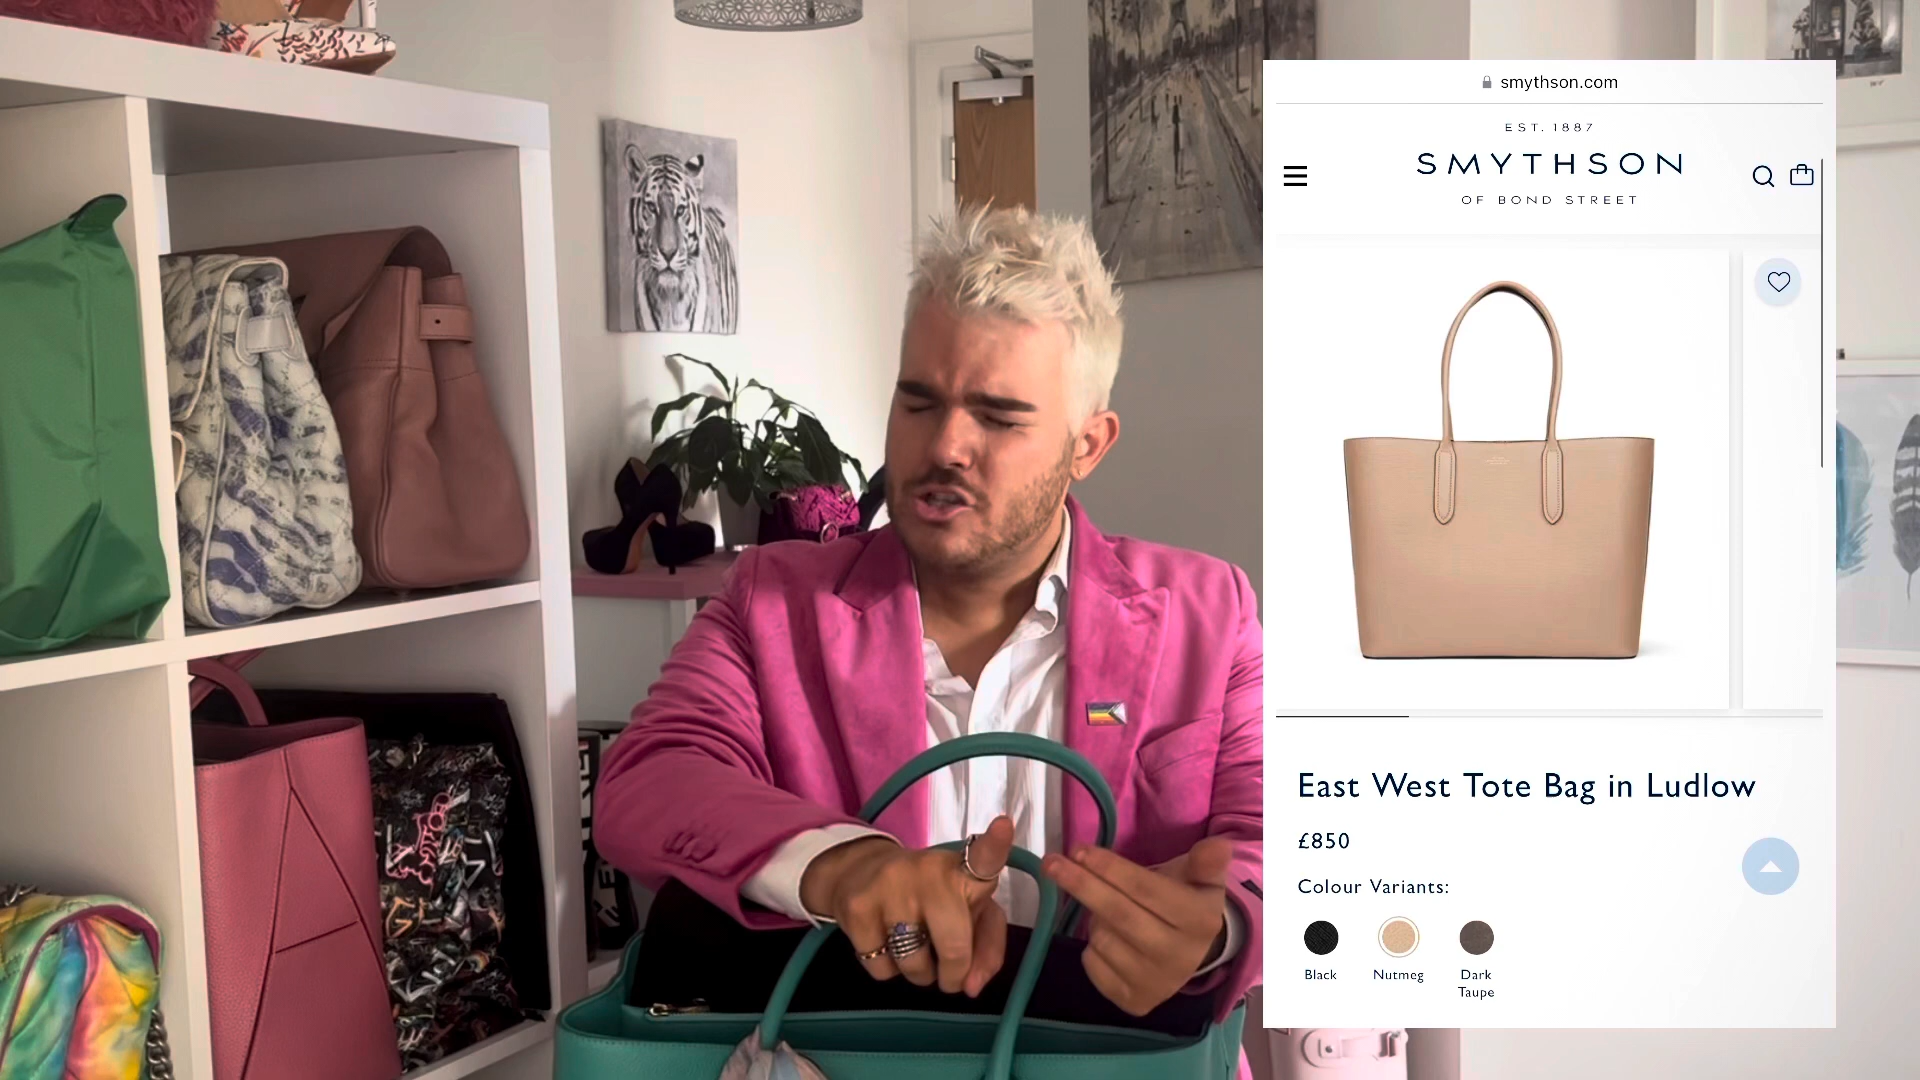 smythson.com
EST. 1887
SMYTHSON
OF BOND STREET
East West Tote Bag in Ludlow
£850
Colour Variants:
Black
Nutmeg
Dark
Taupe